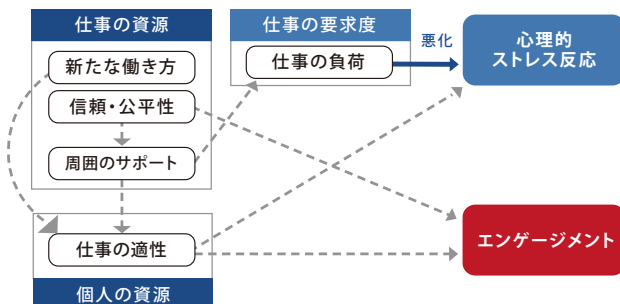 仕事の資源
新たな働き方
信頼・公平性
周囲のサポート
仕事の適性
個人の資源
仕事の要求度
仕事の負荷
悪化
心理的
ストレス反応
エンゲージメント